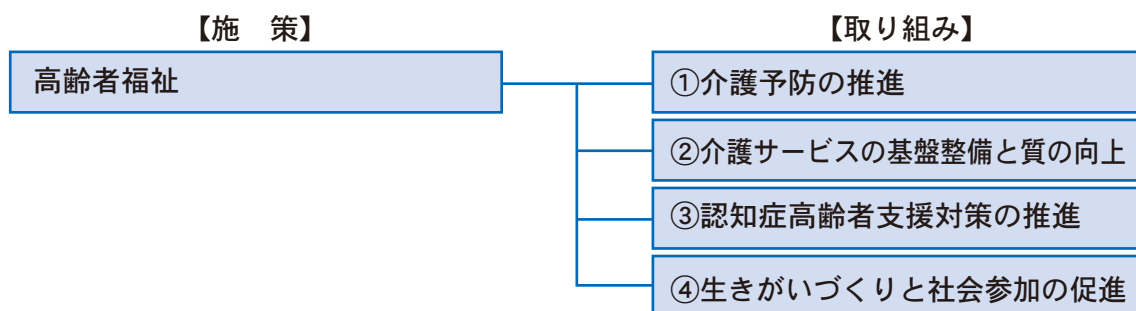 【施　策】
【取り組み】
高齢者福祉
①介護予防の推進
②介護サービスの基盤整備と質の向上
③認知症高齢者支援対策の推進
④生きがいづくりと社会参加の促進